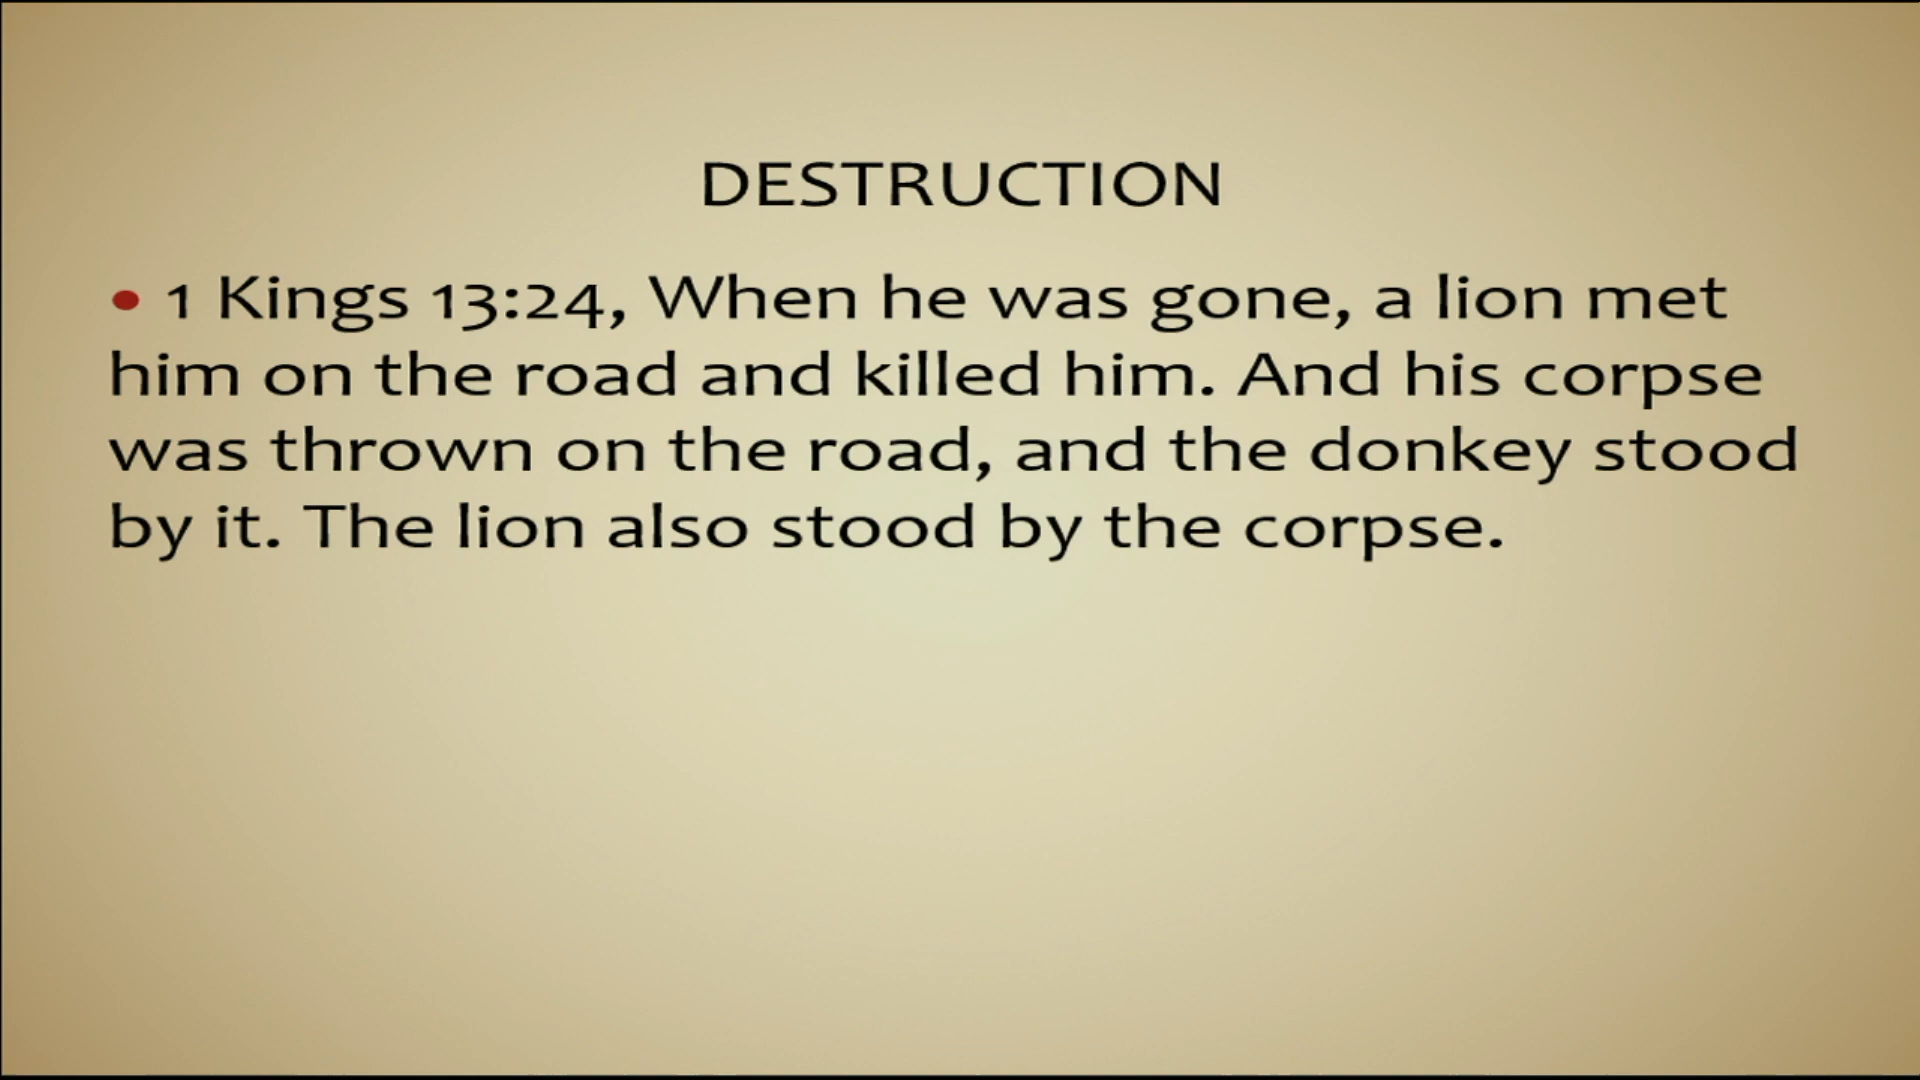 DESTRUCTION
• 1 Kings 13:24, When he was gone, a lion met
him on the road and killed him. And his corpse
was thrown on the road, and the donkey stood
by it. The lion also stood by the corpse.